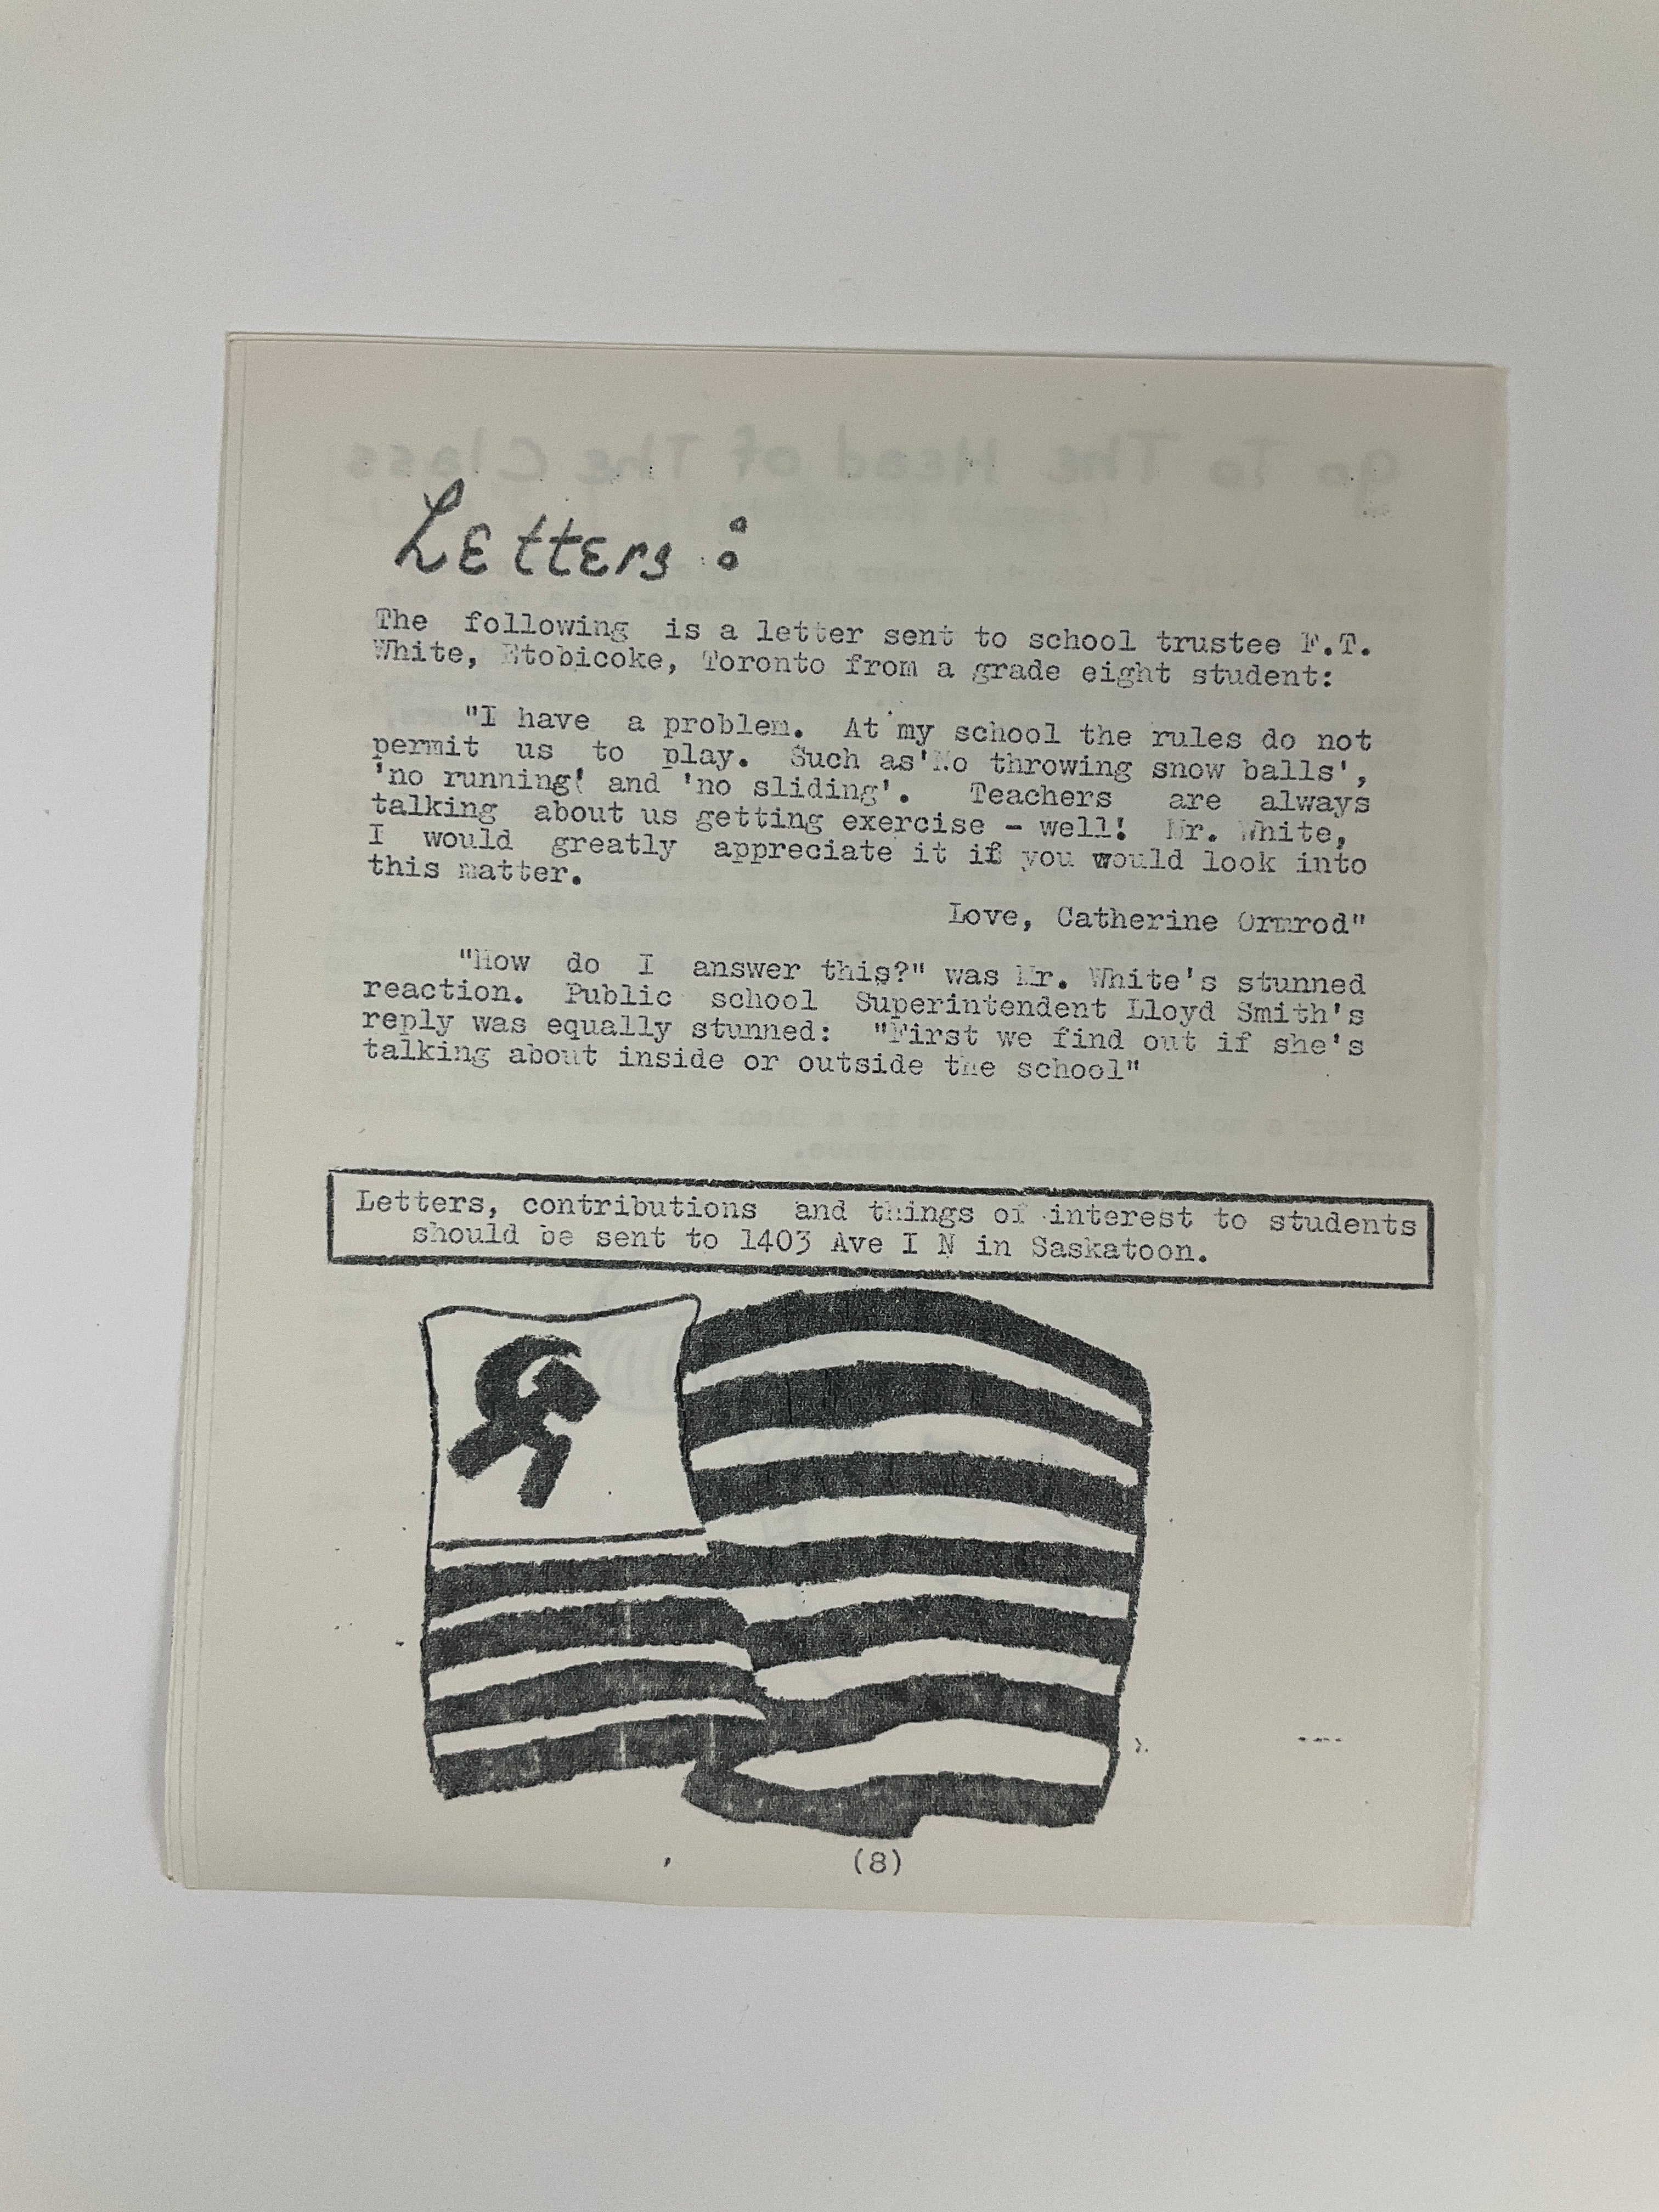 Letters:
The following is a letter sent to school trustee F.T.
White, Etobicoke, Toronto from a grade eight student:
"I have a problem. At my school the rules do not
permit us to play. Such as'No throwing snow balls',
'no running' and 'no sliding'. Teachers are always
talking about us getting exercise - well! Mr. White,
I would greatly appreciate it if you would look into
this matter.
Love, Catherine Ormrod"
"How do I answer this?" was Mr. White's stunned
reaction. Public school Superintendent Lloyd Smith's
reply was equally stunned: "First we find out if she's
talking about inside or outside the school"
Letters, contributions and things of interest to students
should be sent to 1403 Ave I N in Saskatoon.
(8)